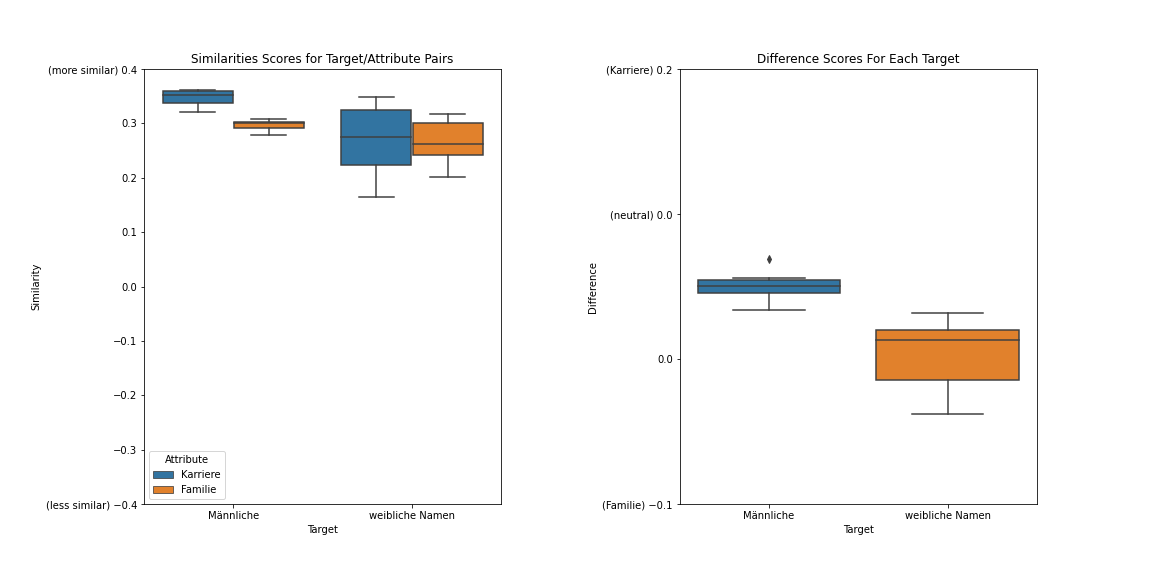 Similarities Scores for Target/Attribute Pairs
(more similar) 0.4
0.3
0.2
0.1
0.0
−0.1
−0.2
−0.3
(less similar) −0.4
Similarity
Attribute
Karriere
Familie
Männliche
weibliche Namen
Target
Difference Scores For Each Target
(Karriere) 0.2
(neutral) 0.0
0.0
(Familie) −0.1
Difference
Männliche
weibliche Namen
Target